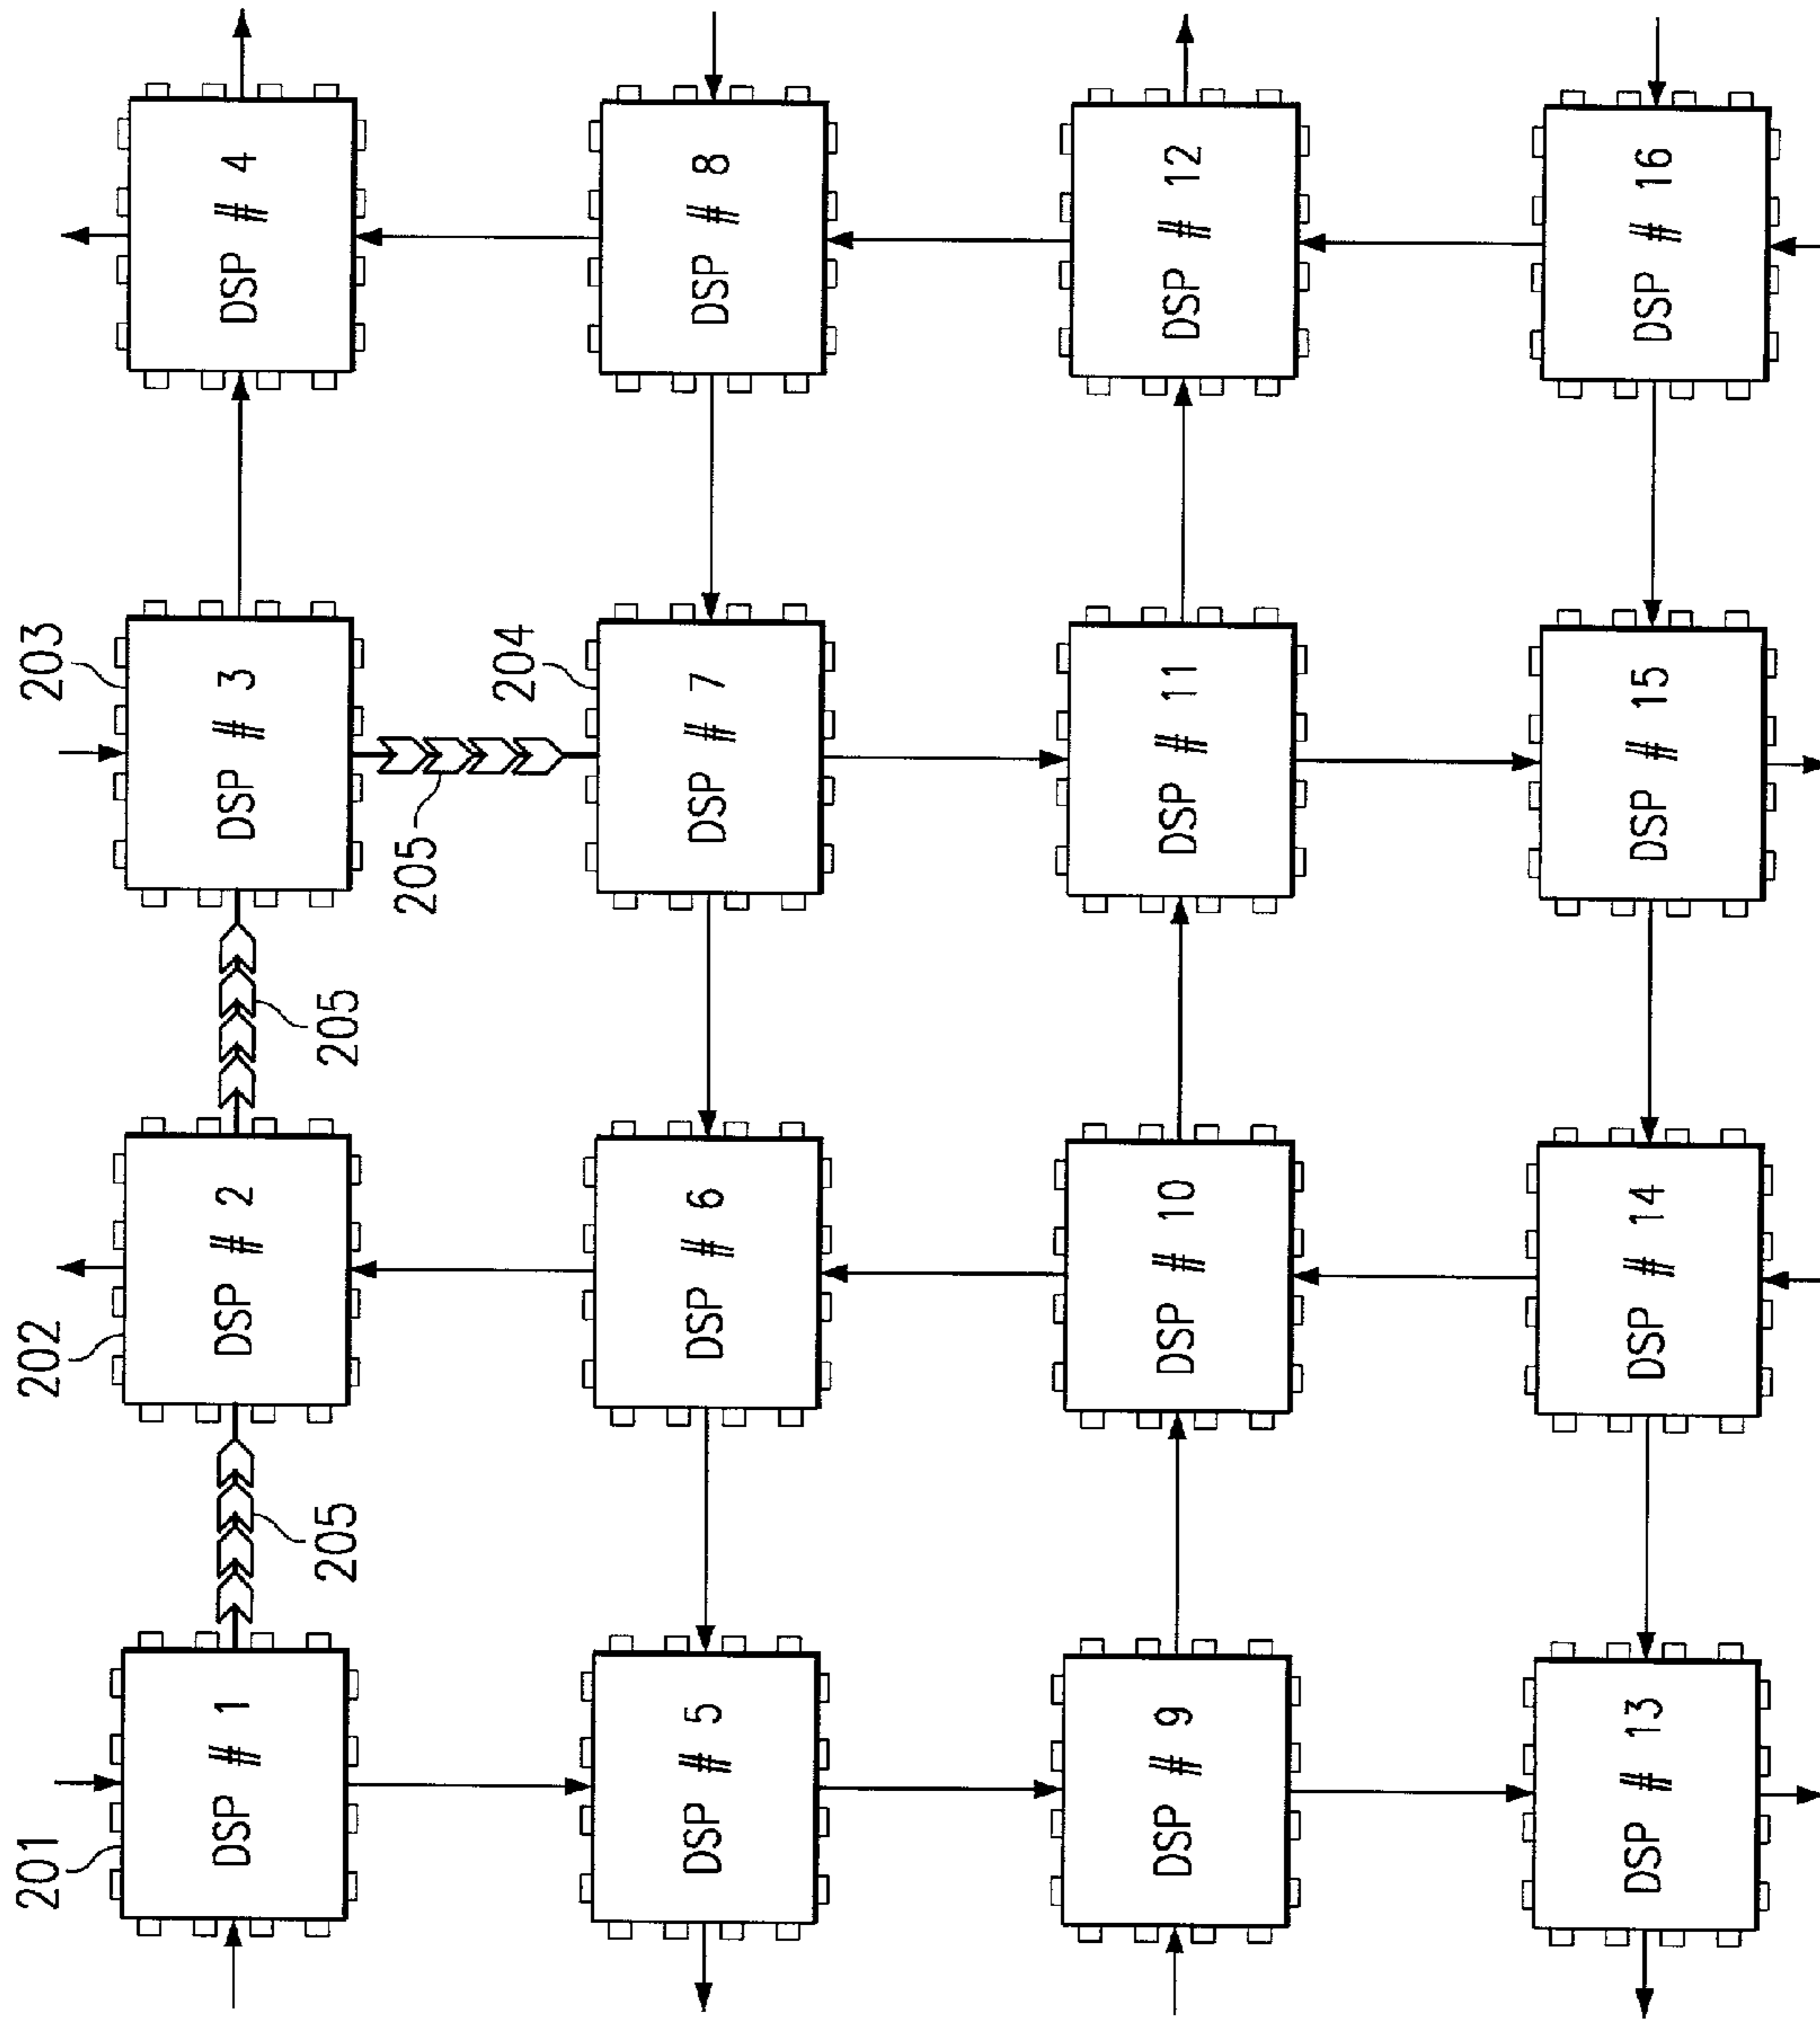 201
202
203
DSP # 1
205
DSP # 2
205
DSP # 3
DSP # 4
205
204
DSP # 5
DSP # 6
DSP # 7
DSP # 8
DSP # 9
DSP # 10
DSP # 11
DSP # 12
DSP # 13
DSP # 14
DSP # 15
DSP # 16